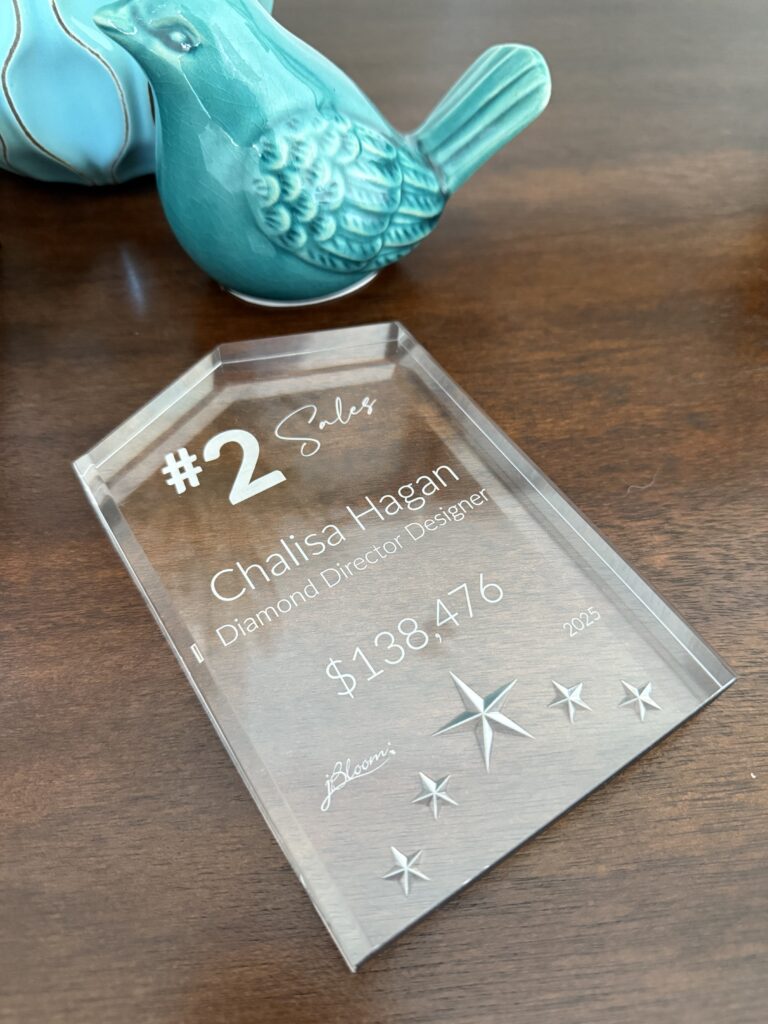 #2 Sales
Chalisa Hagan
Diamond Director Designer
$138,476
2025
jBloom